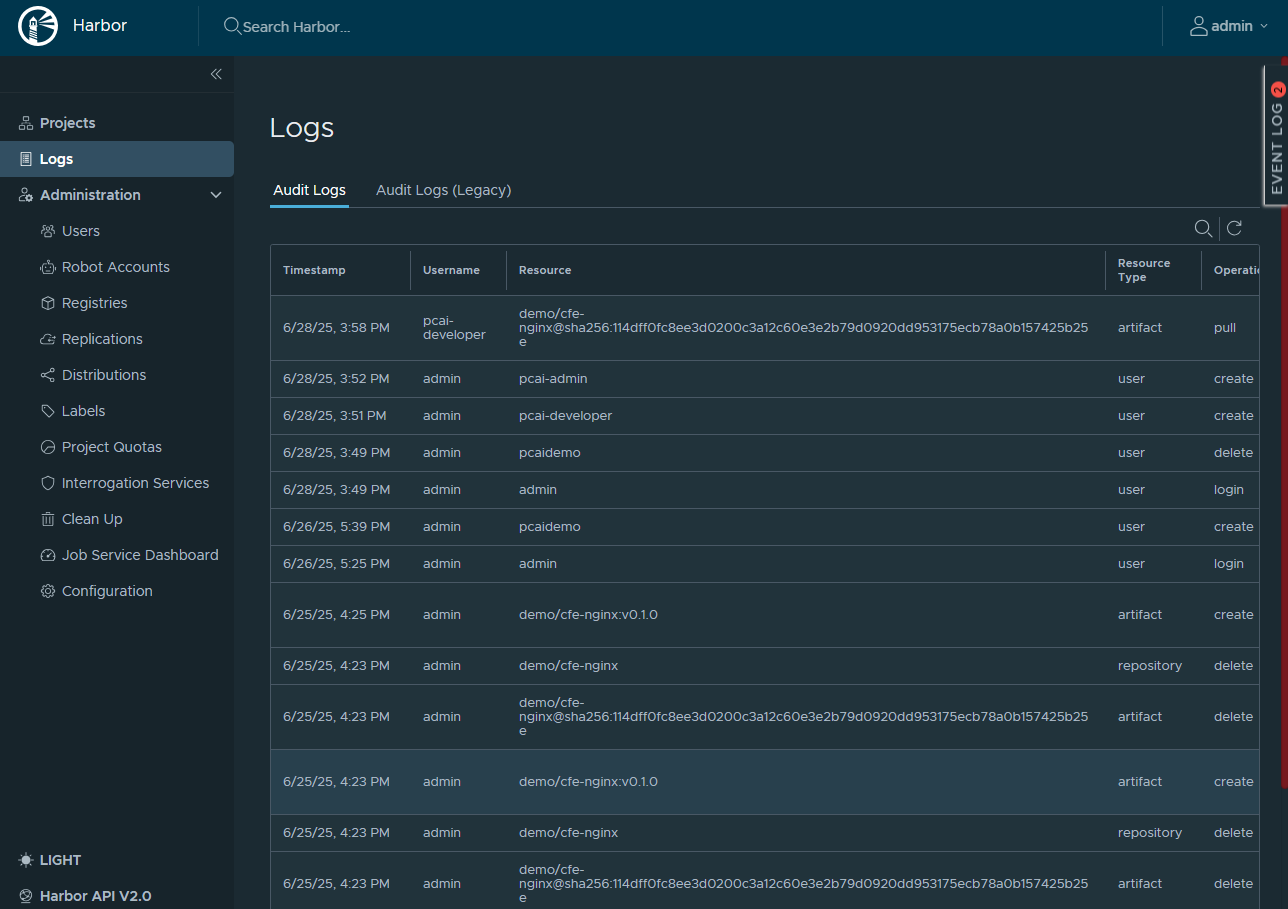 Harbor
Search Harbor...
admin
EVENT LOG 2
Projects
Logs
Administration
Users
Robot Accounts
Registries
Replications
Distributions
Labels
Project Quotas
Interrogation Services
Clean Up
Job Service Dashboard
Configuration
LIGHT
Harbor API V2.0
Logs
Audit Logs Audit Logs (Legacy)
Timestamp Username Resource Resource Type Operatio
6/28/25, 3:58 PM pcai-developer demo/cfe-nginx@sha256:114dff0fc8ee3d0200c3a12c60e3e2b79d0920dd953175ecb78a0b157425b25e artifact pull
6/28/25, 3:52 PM admin pcai-admin user create
6/28/25, 3:51 PM admin pcai-developer user create
6/28/25, 3:49 PM admin pcaidemo user delete
6/28/25, 3:49 PM admin admin user login
6/26/25, 5:39 PM admin pcaidemo user create
6/26/25, 5:25 PM admin admin user login
6/25/25, 4:25 PM admin demo/cfe-nginx:v0.1.0 artifact create
6/25/25, 4:23 PM admin demo/cfe-nginx repository delete
6/25/25, 4:23 PM admin demo/cfe-nginx@sha256:114dff0fc8ee3d0200c3a12c60e3e2b79d0920dd953175ecb78a0b157425b25e artifact delete
6/25/25, 4:23 PM admin demo/cfe-nginx:v0.1.0 artifact create
6/25/25, 4:23 PM admin demo/cfe-nginx repository delete
6/25/25, 4:23 PM admin demo/cfe-nginx@sha256:114dff0fc8ee3d0200c3a12c60e3e2b79d0920dd953175ecb78a0b157425b25e artifact delete